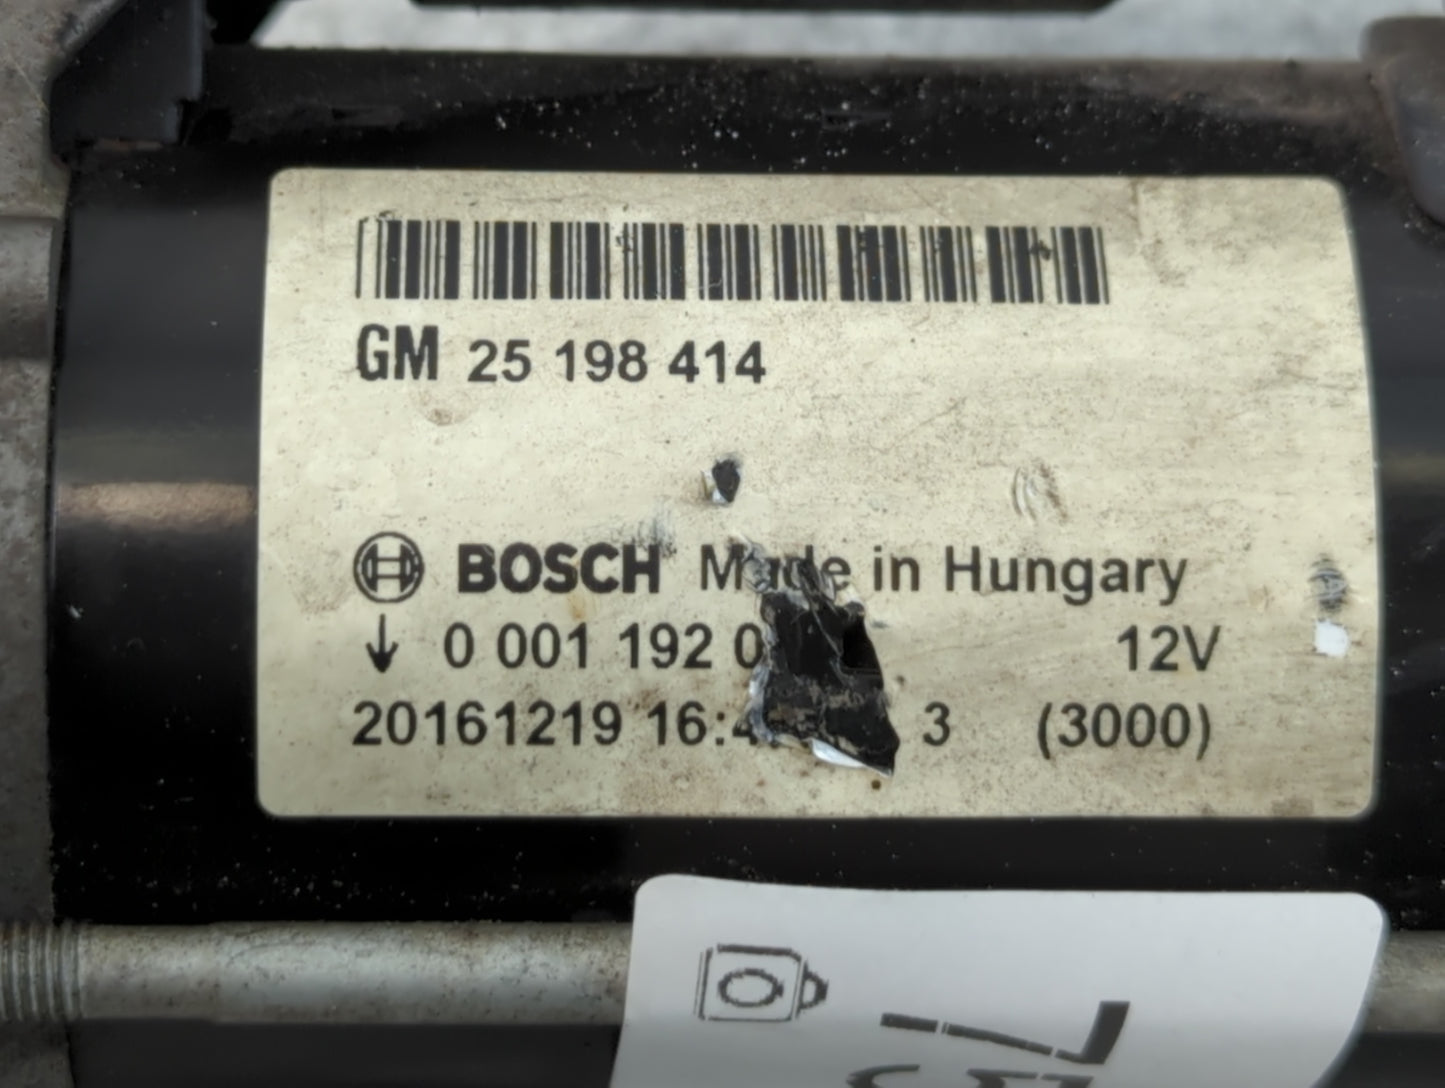 GM 25 198 414
BOSCH Made in Hungary
0 001 192 0 12V
20161219 16:4 3 (3000)